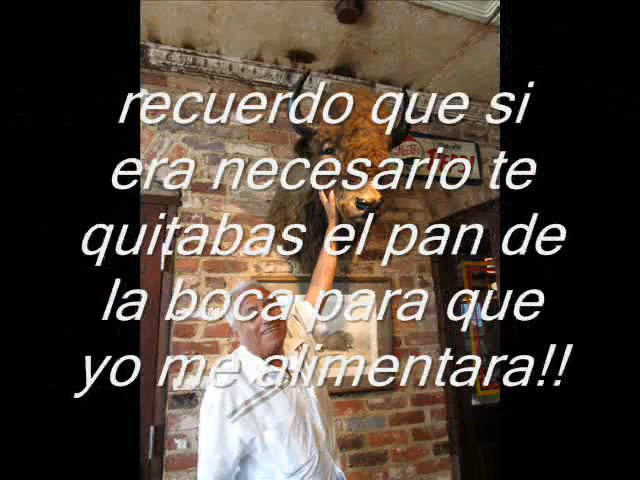 recuerdo que si
era necesario te
quitabas el pan de
la boca para que
yo me alimentara!!